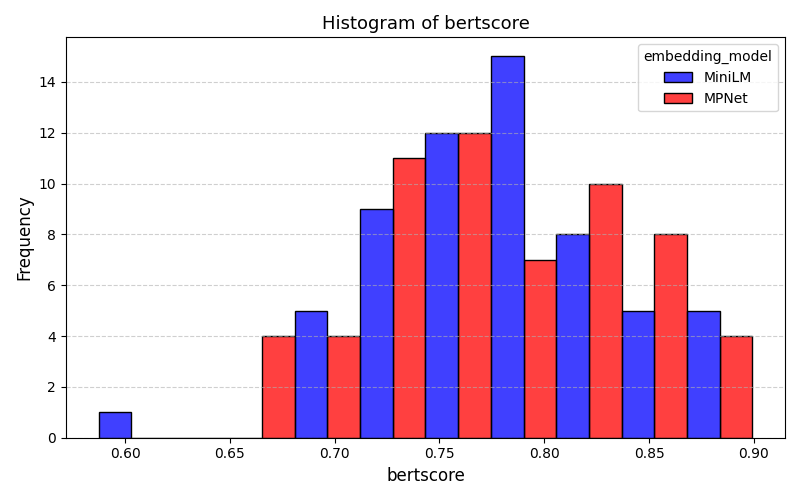 Histogram of bertscore
embedding_model
MiniLM
MPNet
Frequency
14
12
10
8
6
4
2
0
0.60 0.65 0.70 0.75 0.80 0.85 0.90
bertscore